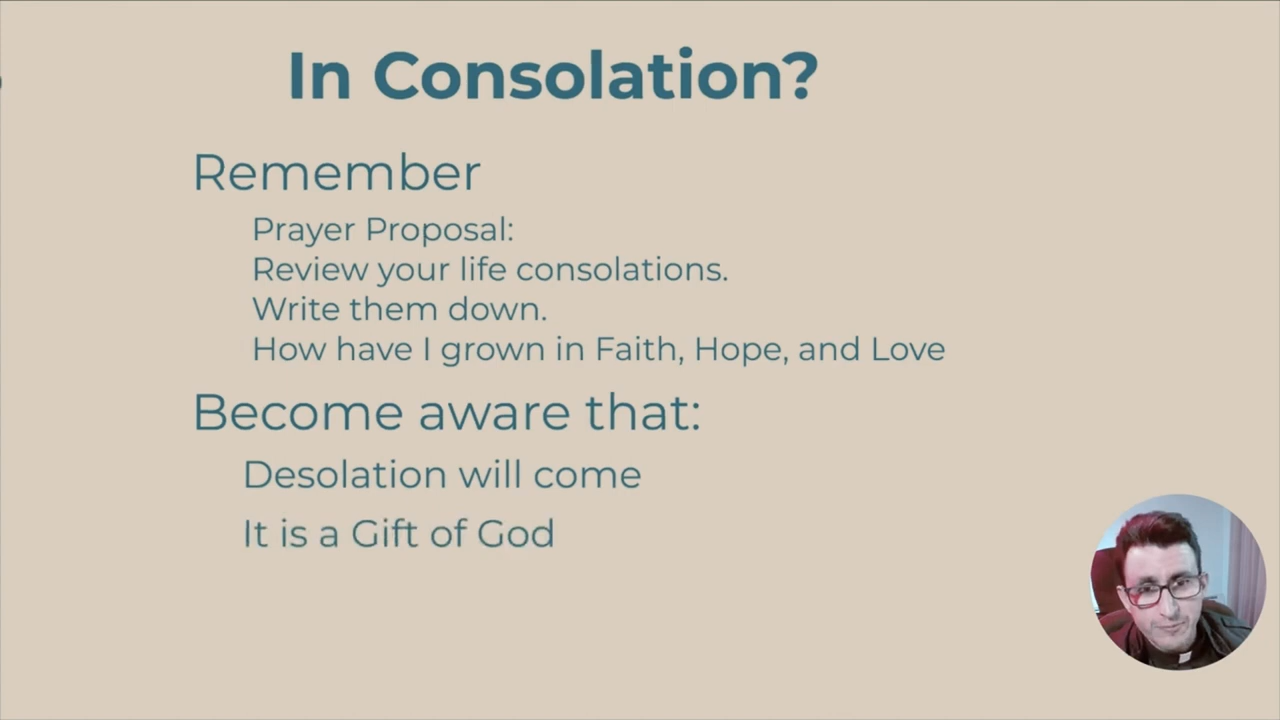 In Consolation?
Remember
Prayer Proposal:
Review your life consolations.
Write them down.
How have I grown in Faith, Hope, and Love
Become aware that:
Desolation will come
It is a Gift of God